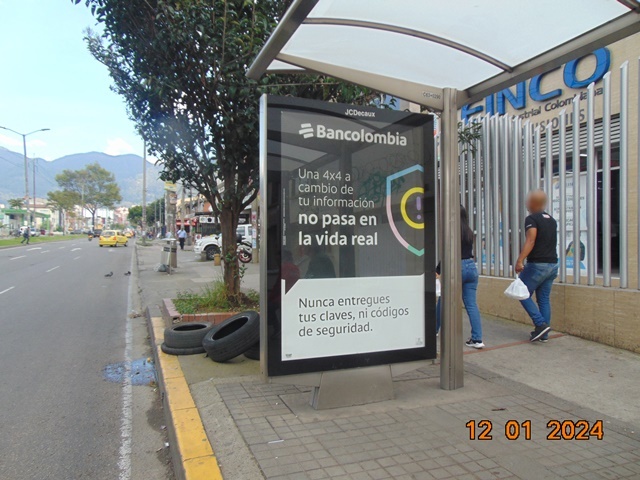 JCDecaux
Bancolombia
Una 4x4 a
cambio de
tu información
no pasa en
la vida real
Nunca entregues
tus claves, ni códigos
de seguridad.
FINCO
12 01 2024